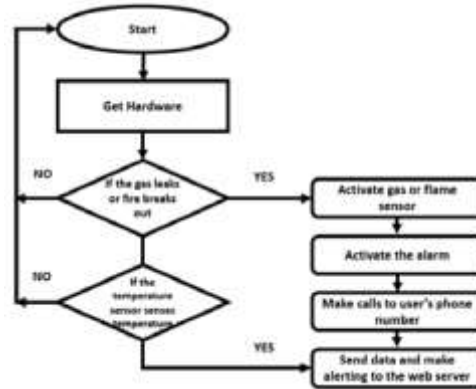 Start
Get Hardware
NO
If the gas leaks
or fire breaks
out
YES
Activate gas or flame
sensor
Activate the alarm
NO
If the
temperature
sensor senses
temperature
Make calls to user's phone
number
YES
Send data and make
alerting to the web server